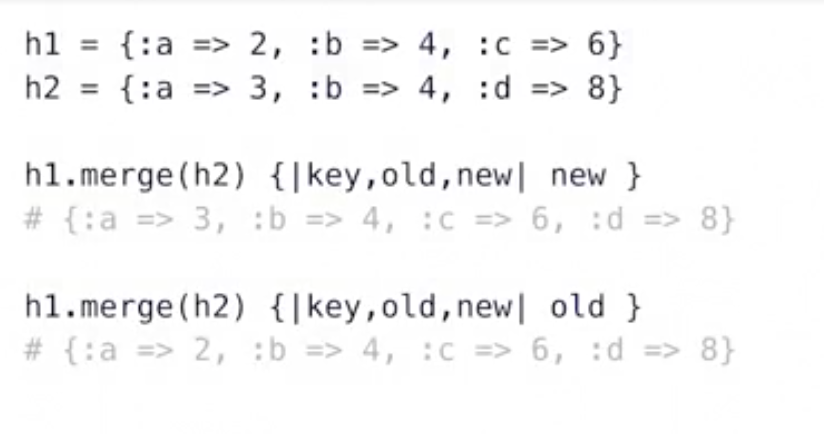 h1 = {:a => 2, :b => 4, :c => 6}
h2 = {:a => 3, :b => 4, :d => 8}
h1.merge(h2) {|key,old,new| new }
# {:a => 3, :b => 4, :c => 6, :d => 8}
h1.merge(h2) {|key,old,new| old }
# {:a => 2, :b => 4, :c => 6, :d => 8}